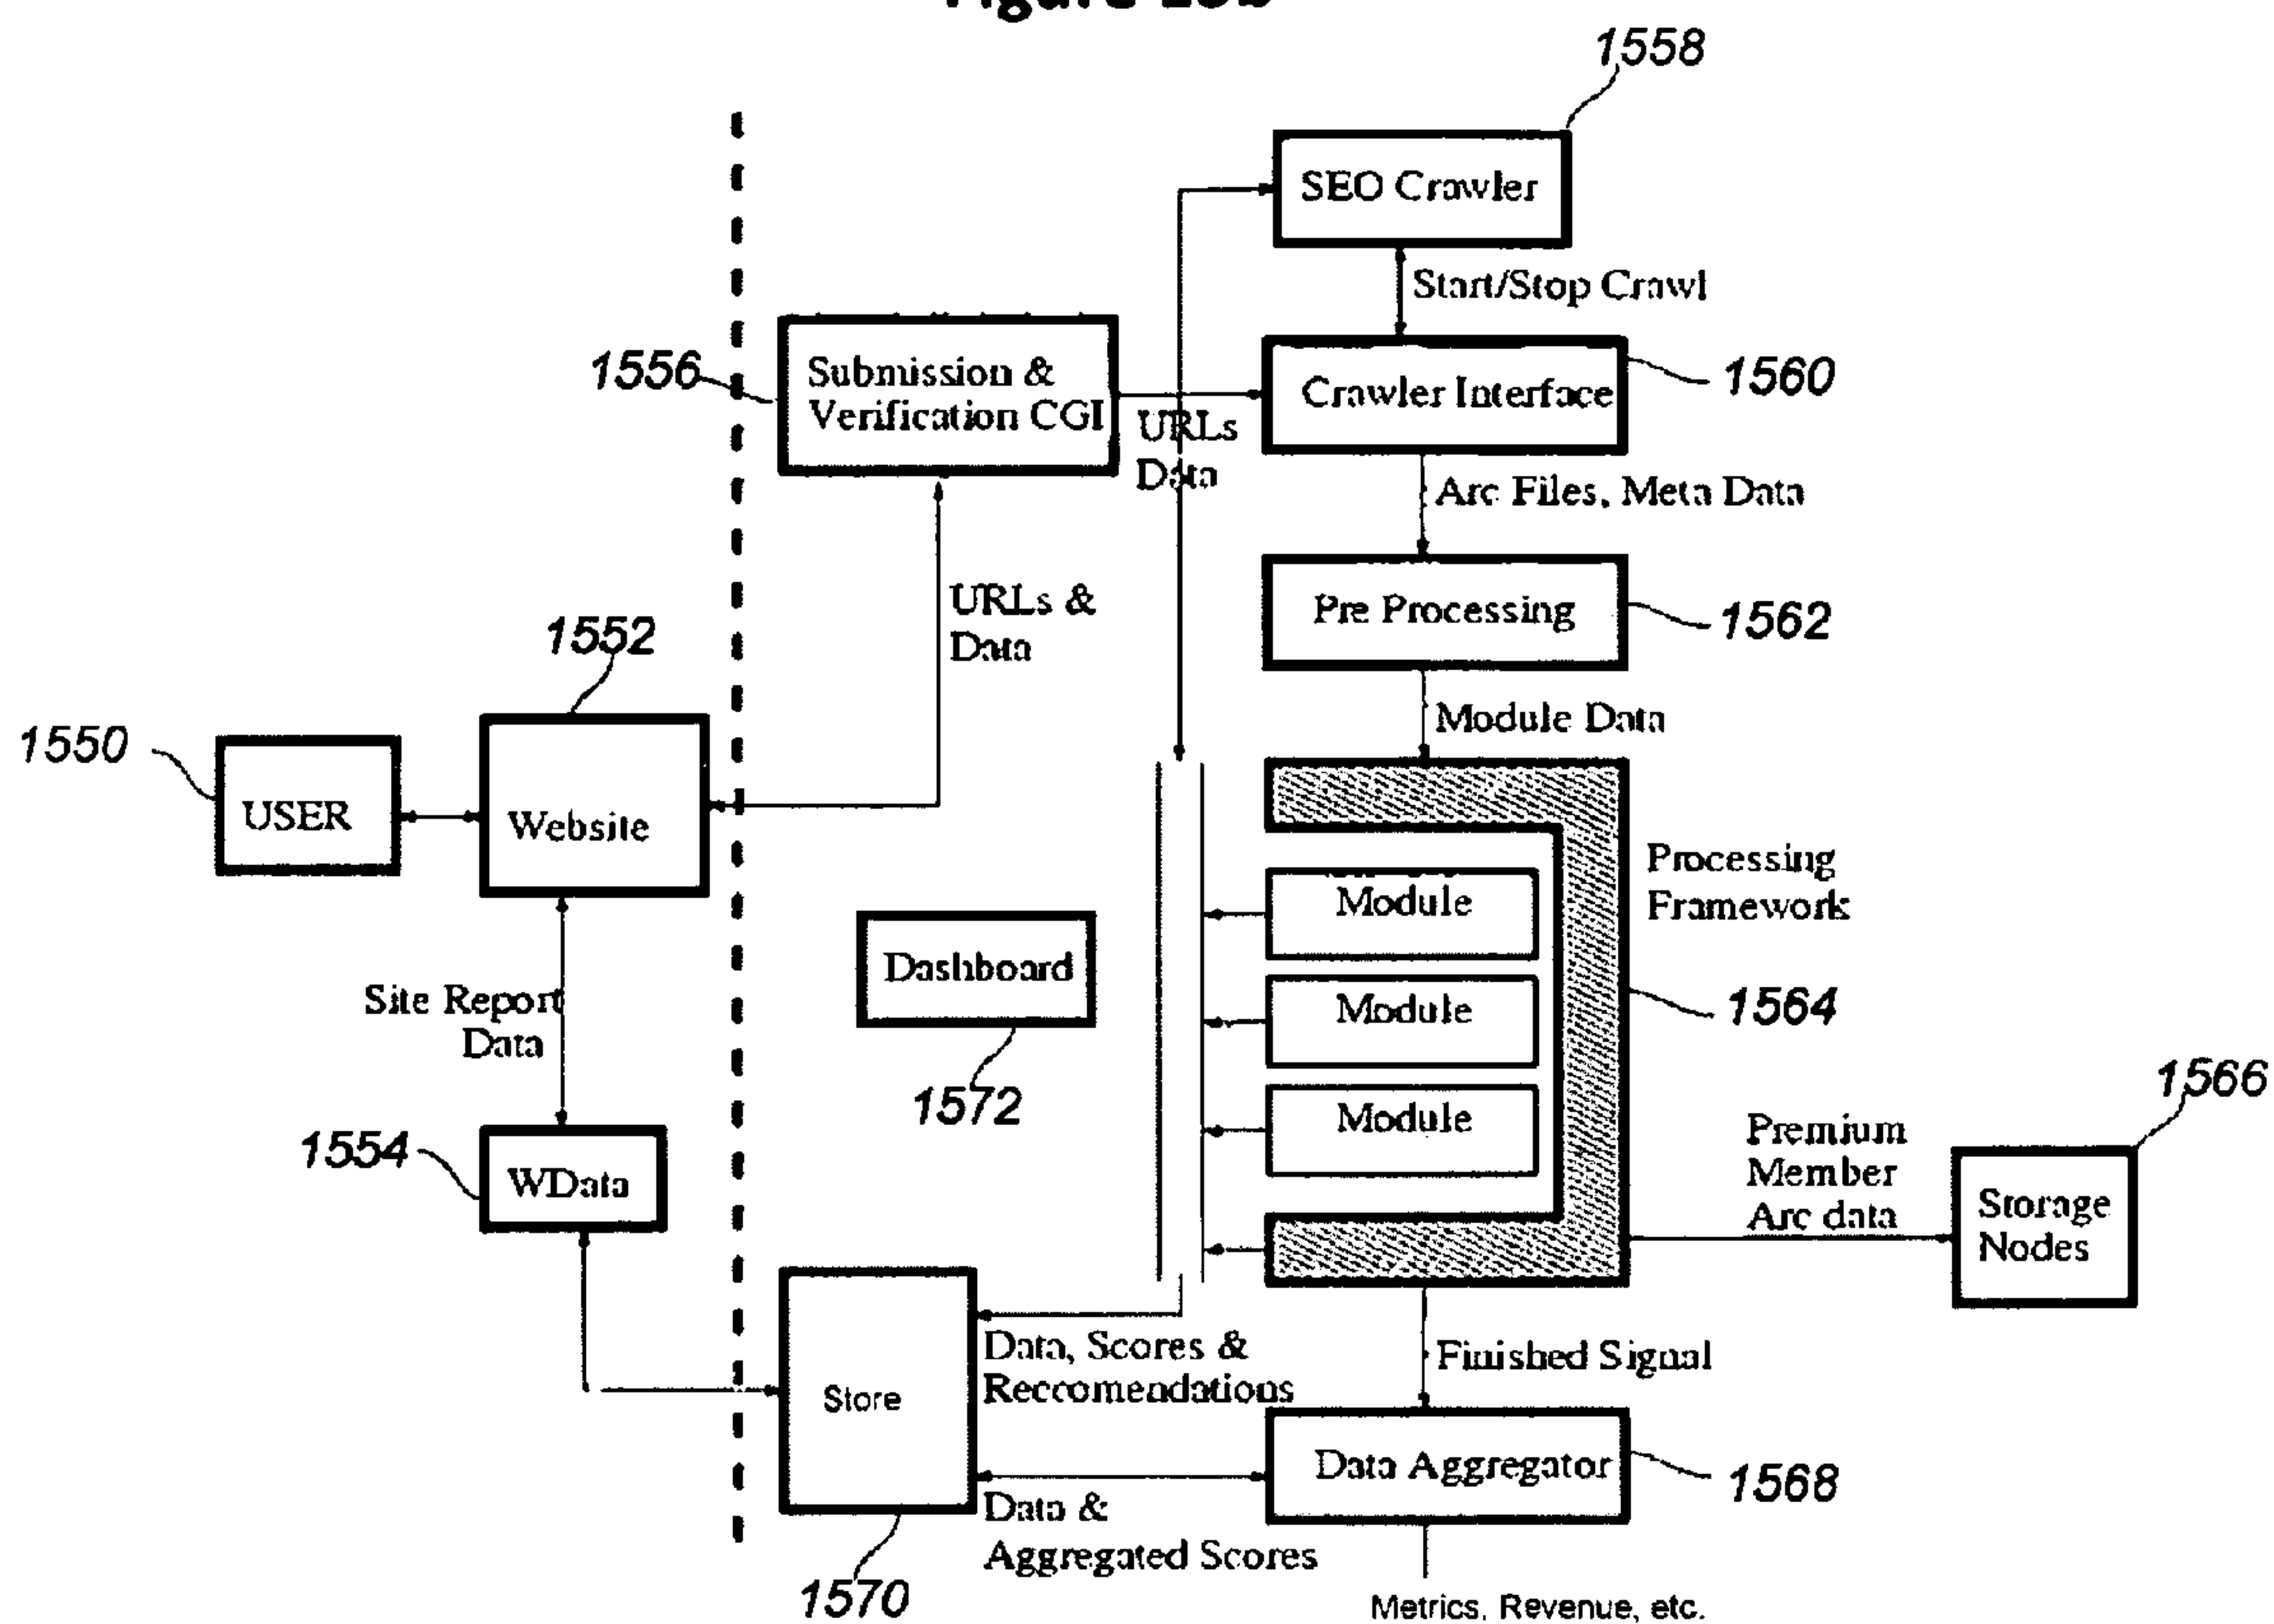 1558
SEO Crawler
Start/Stop Crawl
1556
Submission &
Verification CGI
Crawler Interface
1560
URLs
Data
Arc Files, Meta Data
URLs &
Data
Pre Processing
1562
1552
Module Data
1550
USER
Website
Processing
Framework
Module
Dashboard
Module
1564
Site Report
Data
1572
Module
1566
1554
WData
Premium
Member
Arc data
Storage
Nodes
Data, Scores &
Reccomendations
Finished Signal
Store
Data Aggregator
1568
Data &
Aggregated Scores
1570
Metrics, Revenue, etc.